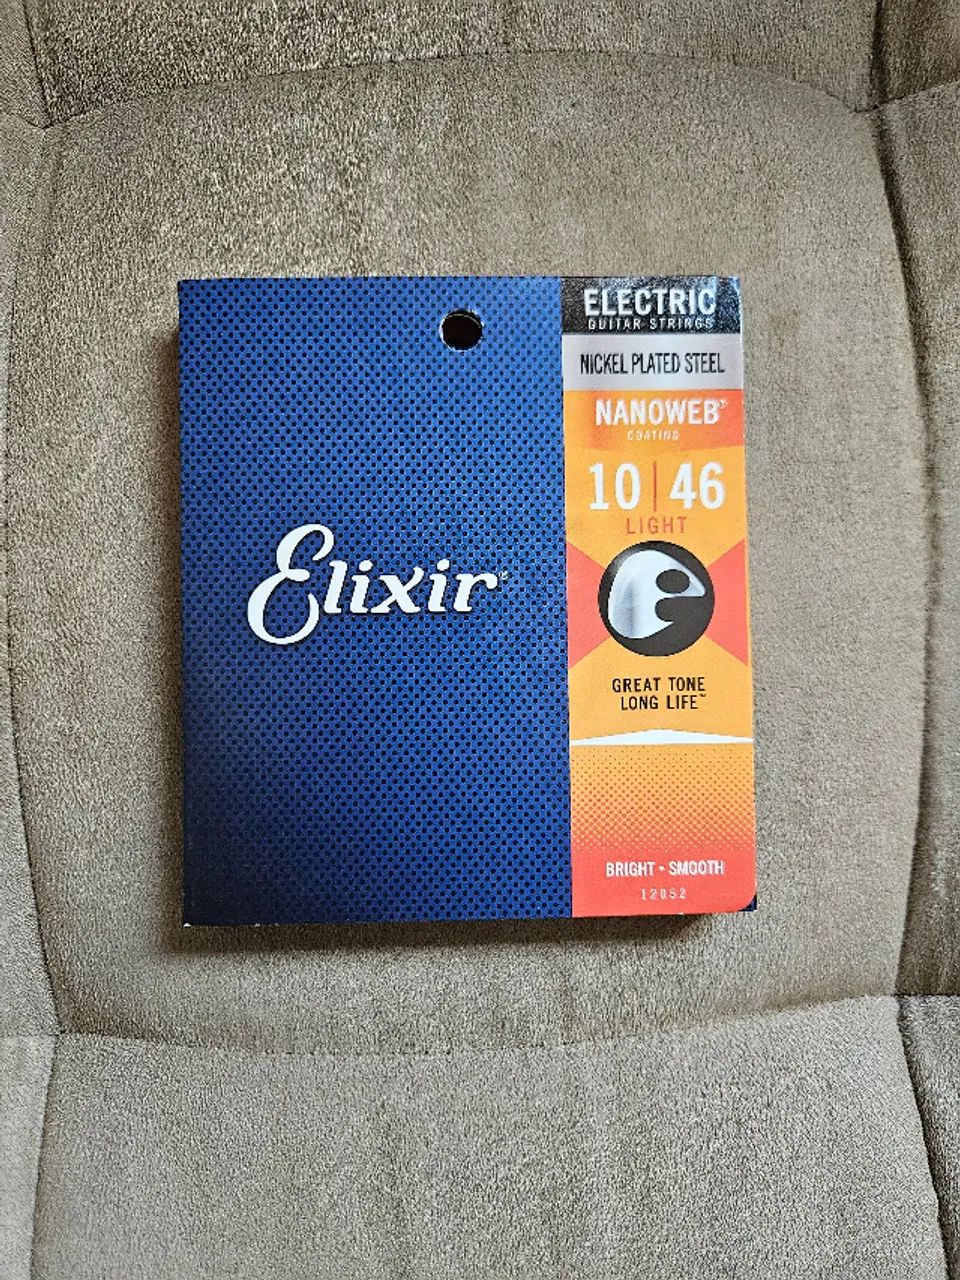 Elixir®
ELECTRIC
GUITAR STRINGS
NICKEL PLATED STEEL
NANOWEB®
COATING
10 | 46
LIGHT
GREAT TONE
LONG LIFE™
BRIGHT • SMOOTH
12052